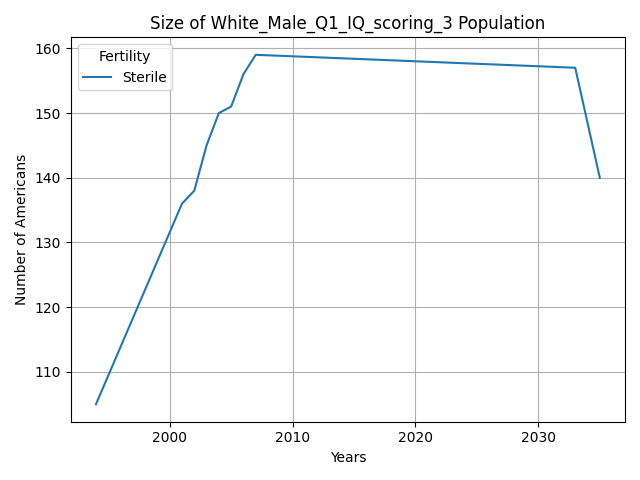 Size of White_Male_Q1_IQ_scoring_3 Population
Fertility
Sterile
Number of Americans
160
150
140
130
120
110
2000 2010 2020 2030
Years